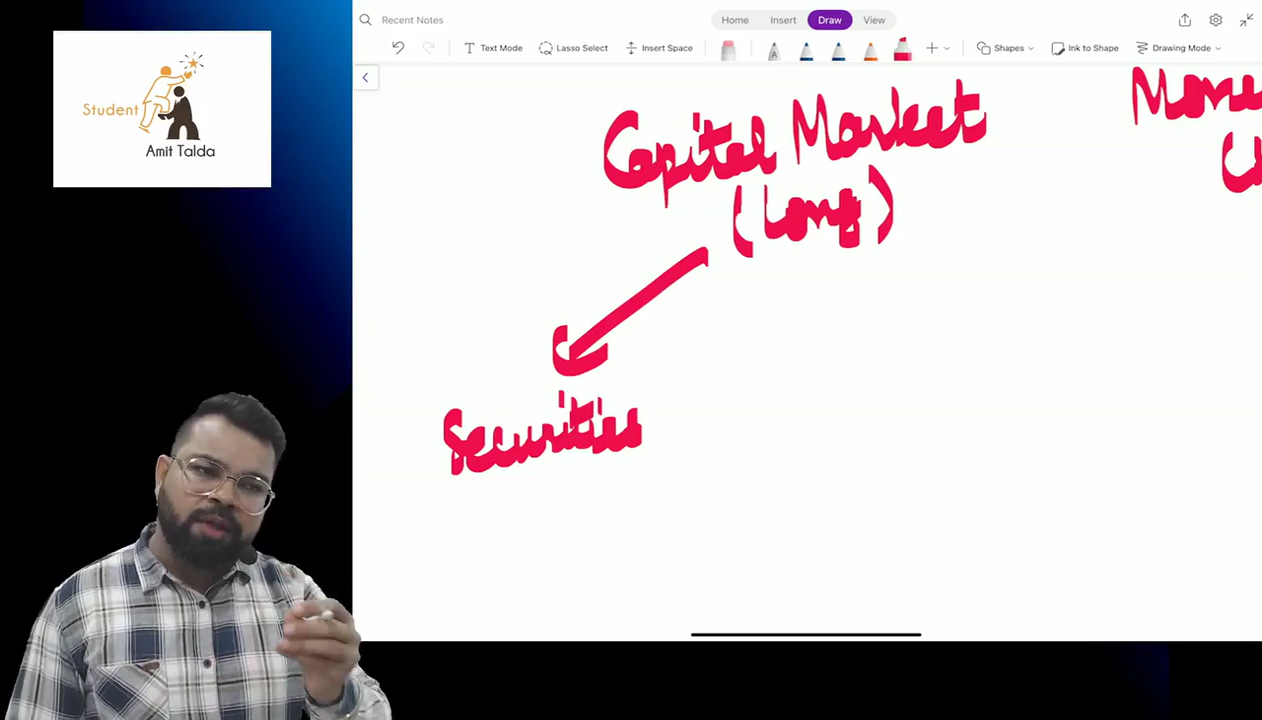 Recent Notes
Home Insert Draw View
Text Mode Lasso Select Insert Space Shapes Ink to Shape Drawing Mode
Student
Amit Talda
Capital Market
(Long)
Securities